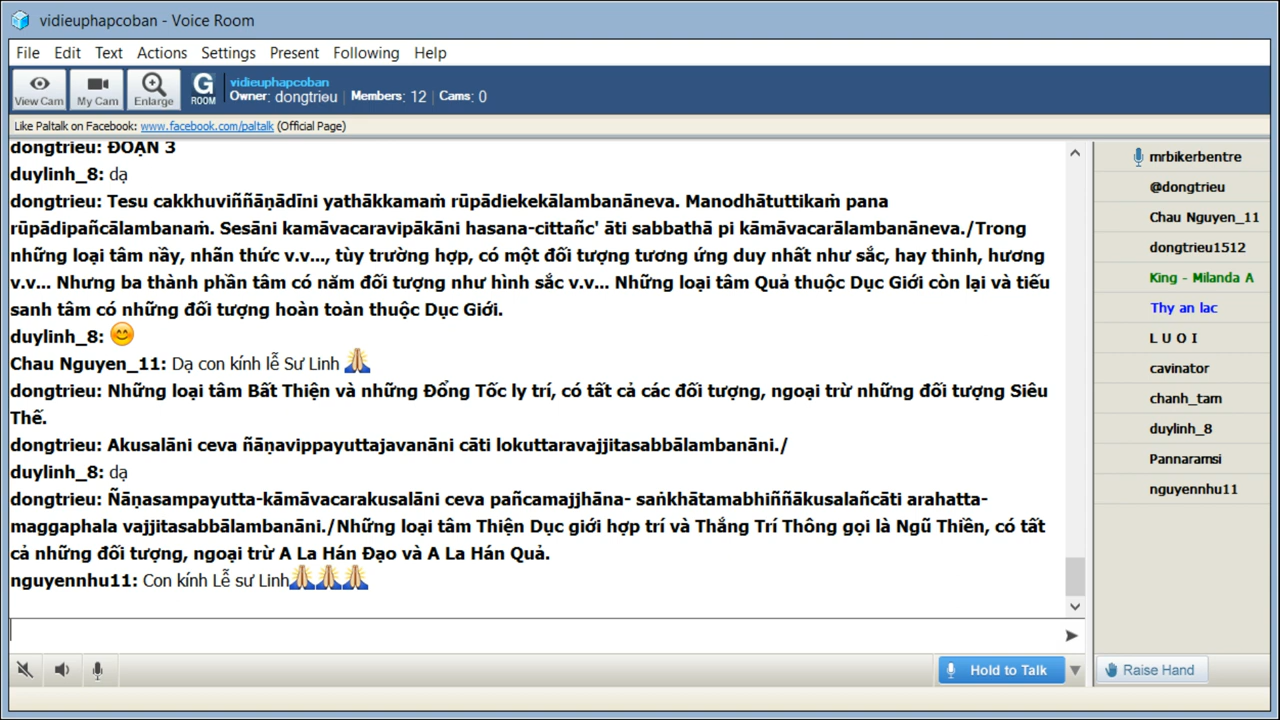 vidieuphapcoban - Voice Room
File Edit Text Actions Settings Present Following Help
View Cam
My Cam
Enlarge
G
ROOM
vidieuphapcoban
Owner: dongtrieu | Members: 12 | Cams: 0
Like Paltalk on Facebook: www.facebook.com/paltalk (Official Page)
dongtrieu: ĐOẠN 3
duylinh_8: dạ
dongtrieu: Tesu cakkhuviññāṇādīni yathākkamaṁ rūpādiekekālambanāneva. Manodhātuttikaṁ pana
rūpādipañcālambanaṁ. Sesāni kamāvacaravipākāni hasana-cittañc' āti sabbathā pi kāmāvacarālambanāneva./Trong
những loại tâm nầy, nhãn thức v.v..., tùy trường hợp, có một đối tượng tương ứng duy nhất như sắc, hay thinh, hương
v.v... Nhưng ba thành phần tâm có năm đối tượng như hình sắc v.v... Những loại tâm Quả thuộc Dục Giới còn lại và tiếu
sanh tâm có những đối tượng hoàn toàn thuộc Dục Giới.
duylinh_8: 😊
Chau Nguyen_11: Dạ con kính lễ Sư Linh 🙏
dongtrieu: Những loại tâm Bất Thiện và những Đổng Tốc ly trí, có tất cả các đối tượng, ngoại trừ những đối tượng Siêu
Thế.
dongtrieu: Akusalāni ceva ñāṇavippayuttajavanāni cāti lokuttaravajjitasabbālambanāni./
duylinh_8: dạ
dongtrieu: Ñāṇasampayutta-kāmāvacarakusalāni ceva pañcamajjhāna- saṅkhātamabhiññākusalañcāti arahatta-
maggaphala vajjitasabbālambanāni./Những loại tâm Thiện Dục giới hợp trí và Thắng Trí Thông gọi là Ngũ Thiền, có tất
cả những đối tượng, ngoại trừ A La Hán Đạo và A La Hán Quả.
nguyennhu11: Con kính Lễ sư Linh🙏🙏🙏
mrbikerbentre
@dongtrieu
Chau Nguyen_11
dongtrieu1512
King - Milanda A
Thy an lac
L U O I
cavinator
chanh_tam
duylinh_8
Pannaramsi
nguyennhu11
Hold to Talk
Raise Hand